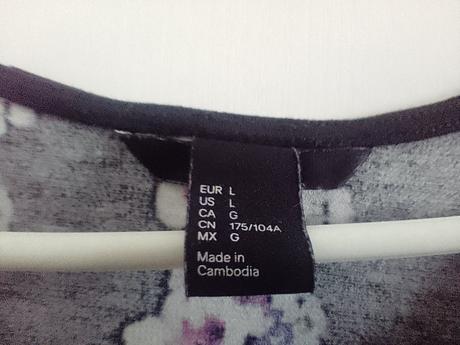 EUR L
US L
CA G
CN 175/104A
MX G
Made in
Cambodia